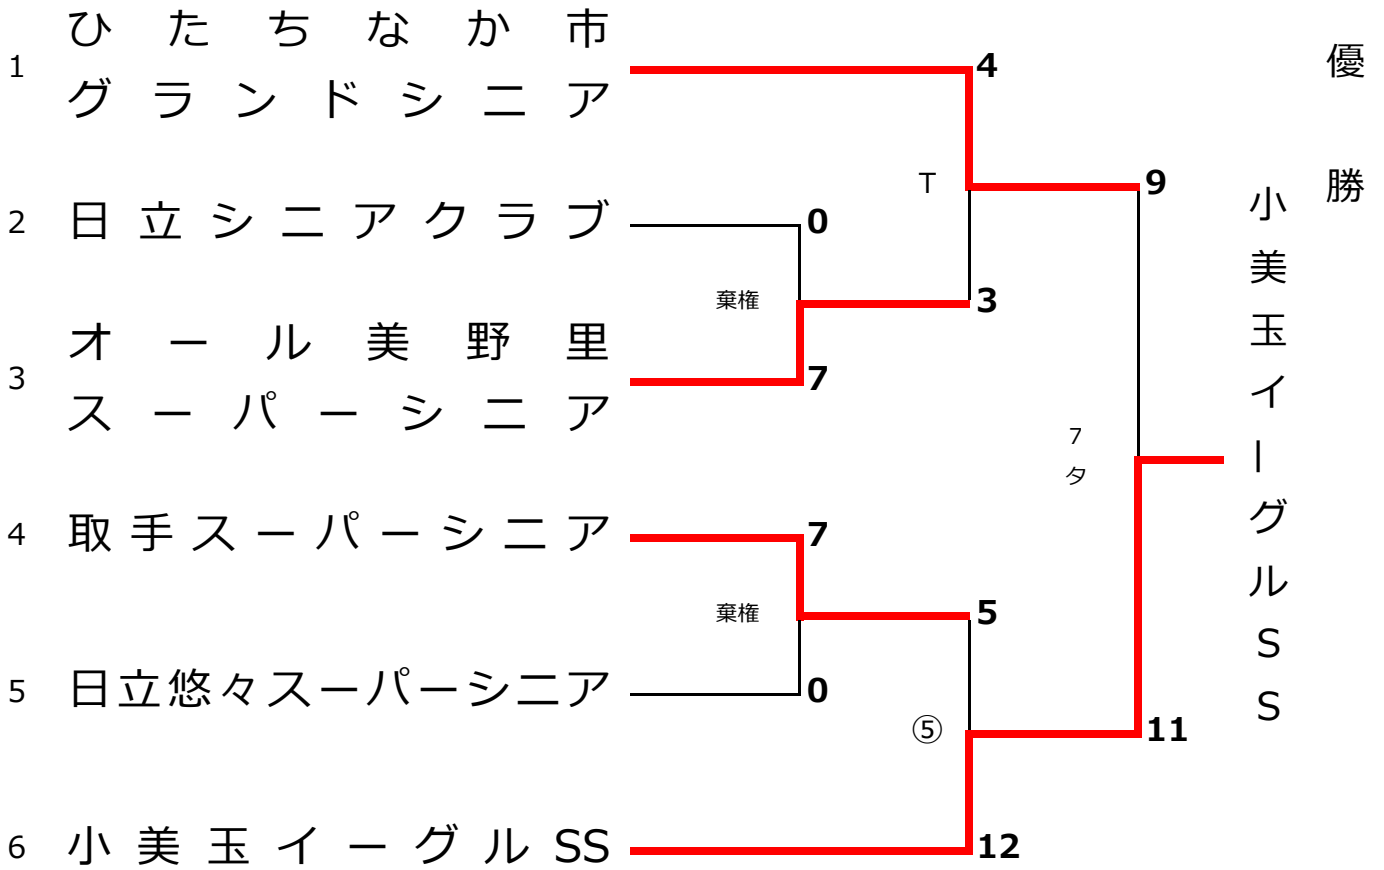 ひたちなか市
1
グランドシニア
4
優勝
T
9
2
日立シニアクラブ
0
棄権
3
オール美野里
3
スーパーシニア
7
7
タ
小美玉イーグルSS
4
取手スーパーシニア
7
棄権
5
5
日立悠々スーパーシニア
0
⑤
11
6
小美玉イーグルSS
12